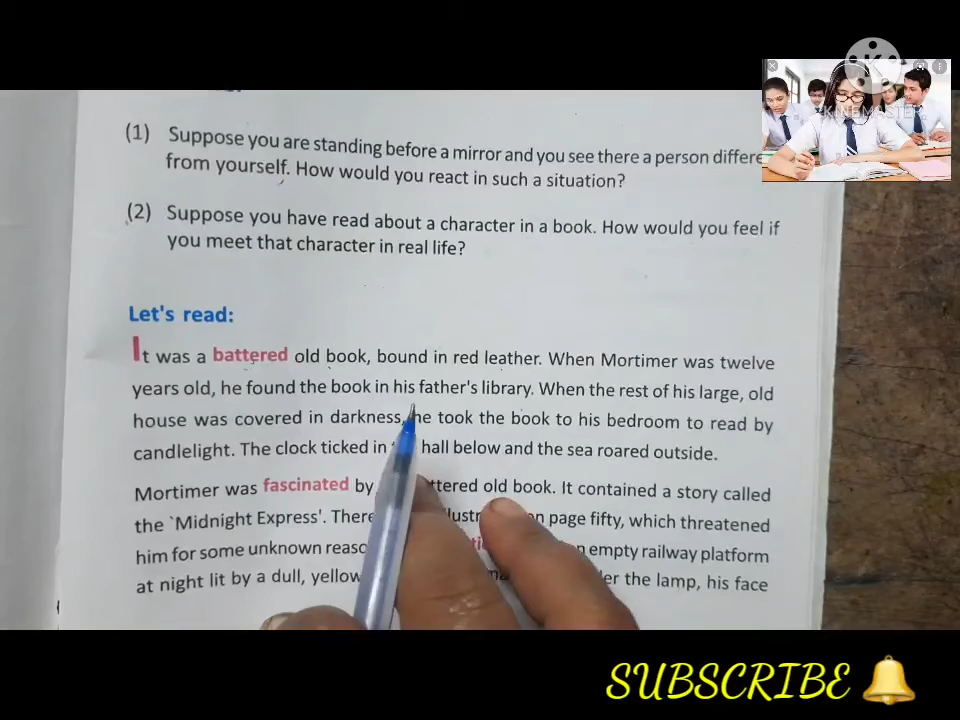 (1) Suppose you are standing before a mirror and you see there a person
from yourself. How would you react in such a situation?
(2) Suppose you have read about a character in a book. How would you feel if
you meet that character in real life?
Let's read:
It was a battered old book, bound in red leather. When Mortimer was twelve
years old, he found the book in his father's library. When the rest of his large, old
house was covered in darkness, he took the book to his bedroom to read by
candlelight. The clock ticked in hall below and the sea roared outside.
Mortimer was fascinated by old book. It contained a story called
the `Midnight Express'. on page fifty, which threatened
him for some unknown empty railway platform
at night lit by a dull, the lamp, his face
KINEMASTER
SUBSCRIBE